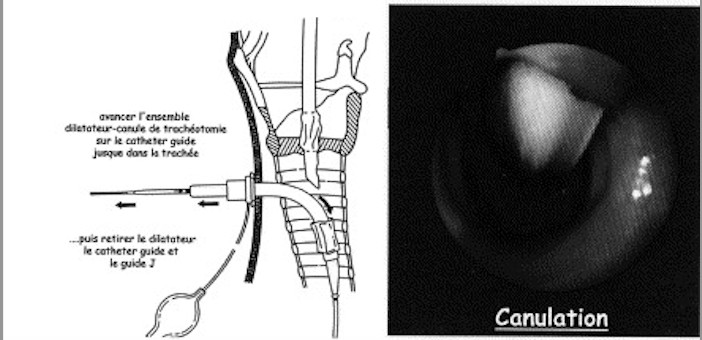 avancer l'ensemble
dilatateur-canule de trachéotomie
sur le catheter guide
jusque dans la trachée
...puis retirer le dilatateur
le catheter guide et
le guide J
Canulation